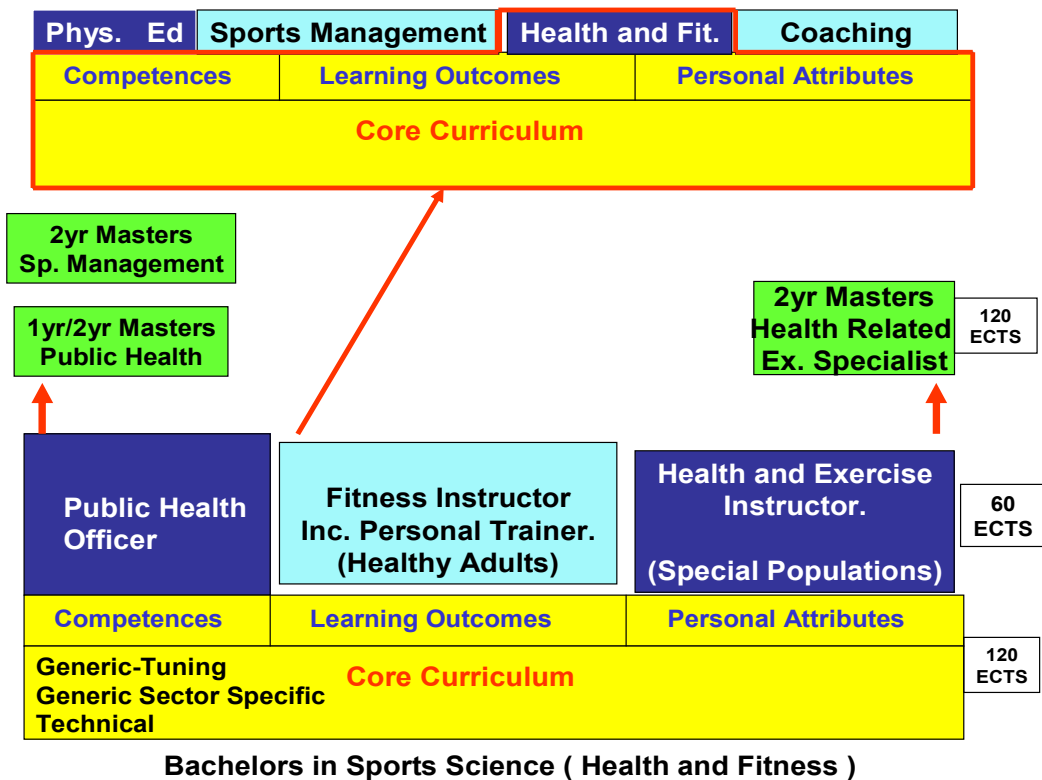 Phys. Ed
Sports Management
Health and Fit.
Coaching
Competences
Learning Outcomes
Personal Attributes
Core Curriculum
2yr Masters
Sp. Management
1yr/2yr Masters
Public Health
2yr Masters
Health Related
Ex. Specialist
120
ECTS
Public Health
Officer
Fitness Instructor
Inc. Personal Trainer.
(Healthy Adults)
Health and Exercise
Instructor.
(Special Populations)
60
ECTS
Competences
Learning Outcomes
Personal Attributes
Generic-Tuning
Generic Sector Specific
Technical
Core Curriculum
120
ECTS
Bachelors in Sports Science ( Health and Fitness )